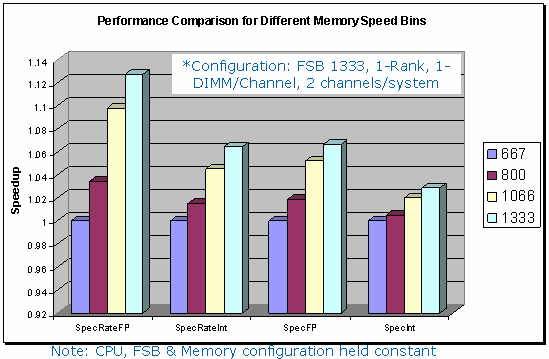 Performance Comparison for Different Memory Speed Bins
*Configuration: FSB 1333, 1-Rank, 1-
DIMM/Channel, 2 channels/system
1.14
1.12
1.1
1.08
1.06
1.04
1.02
1
0.98
0.96
0.94
0.92
Speedup
SpecRateFP
SpecRateInt
SpecFP
SpecInt
667
800
1066
1333
Note: CPU, FSB & Memory configuration held constant